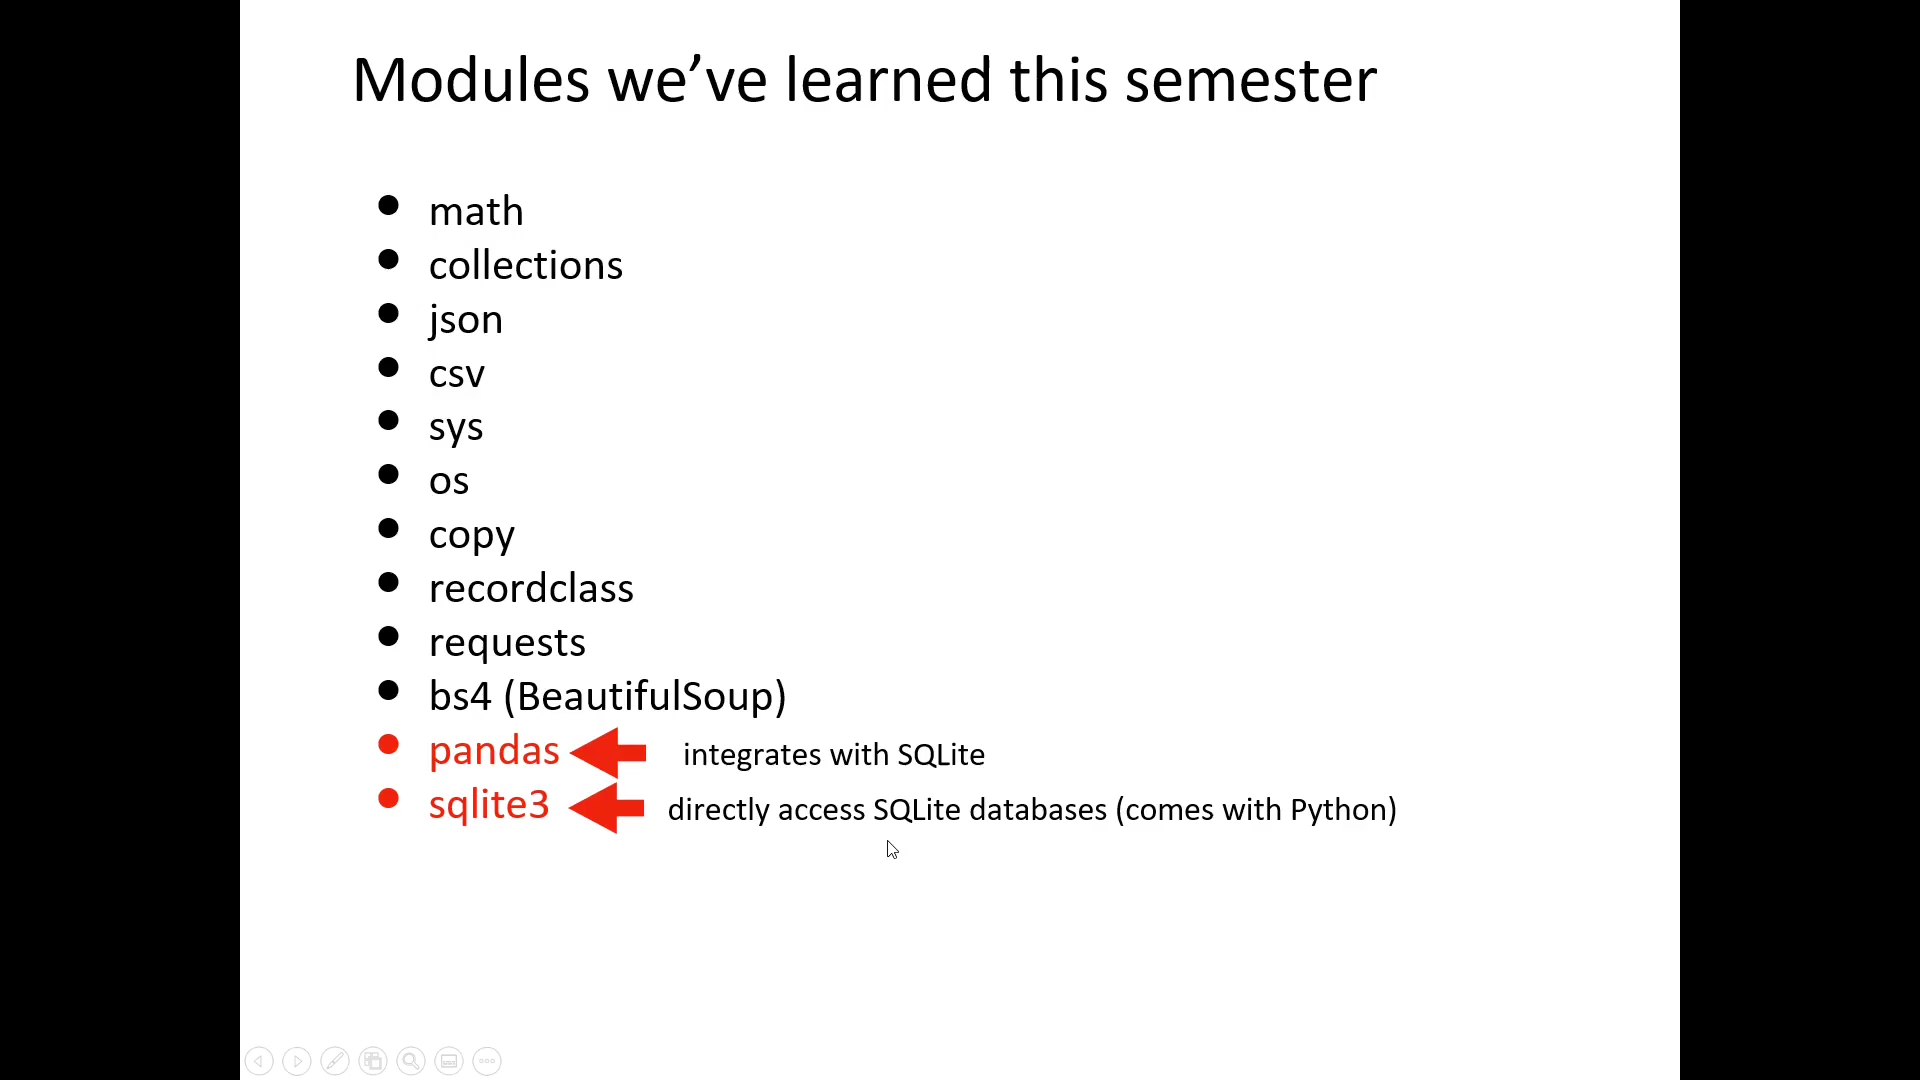 Modules we’ve learned this semester
• math
• collections
• json
• csv
• sys
• os
• copy
• recordclass
• requests
• bs4 (BeautifulSoup)
• pandas integrates with SQLite
• sqlite3 directly access SQLite databases (comes with Python)